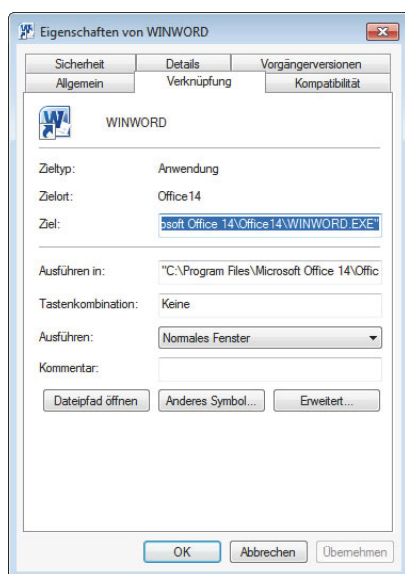 Eigenschaften von WINWORD
Sicherheit Details Vorgängerversionen
Allgemein Verknüpfung Kompatibilität
WINWORD
Zieltyp: Anwendung
Zielort: Office14
Ziel: osoft Office 14\Office14\WINWORD.EXE"
Ausführen in: "C:\Program Files\Microsoft Office 14\Offic
Tastenkombination: Keine
Ausführen: Normales Fenster
Kommentar:
Dateipfad öffnen Anderes Symbol... Erweitert...
OK Abbrechen Übernehmen